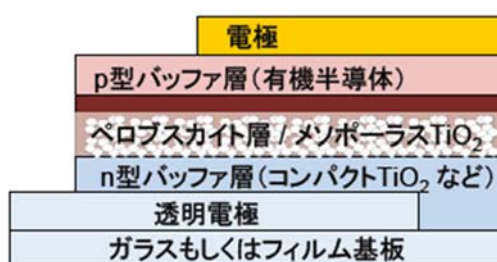 電極
p型バッファ層(有機半導体)
ペロブスカイト層 / メソポーラスTiO₂
n型バッファ層(コンパクトTiO₂ など)
透明電極
ガラスもしくはフィルム基板